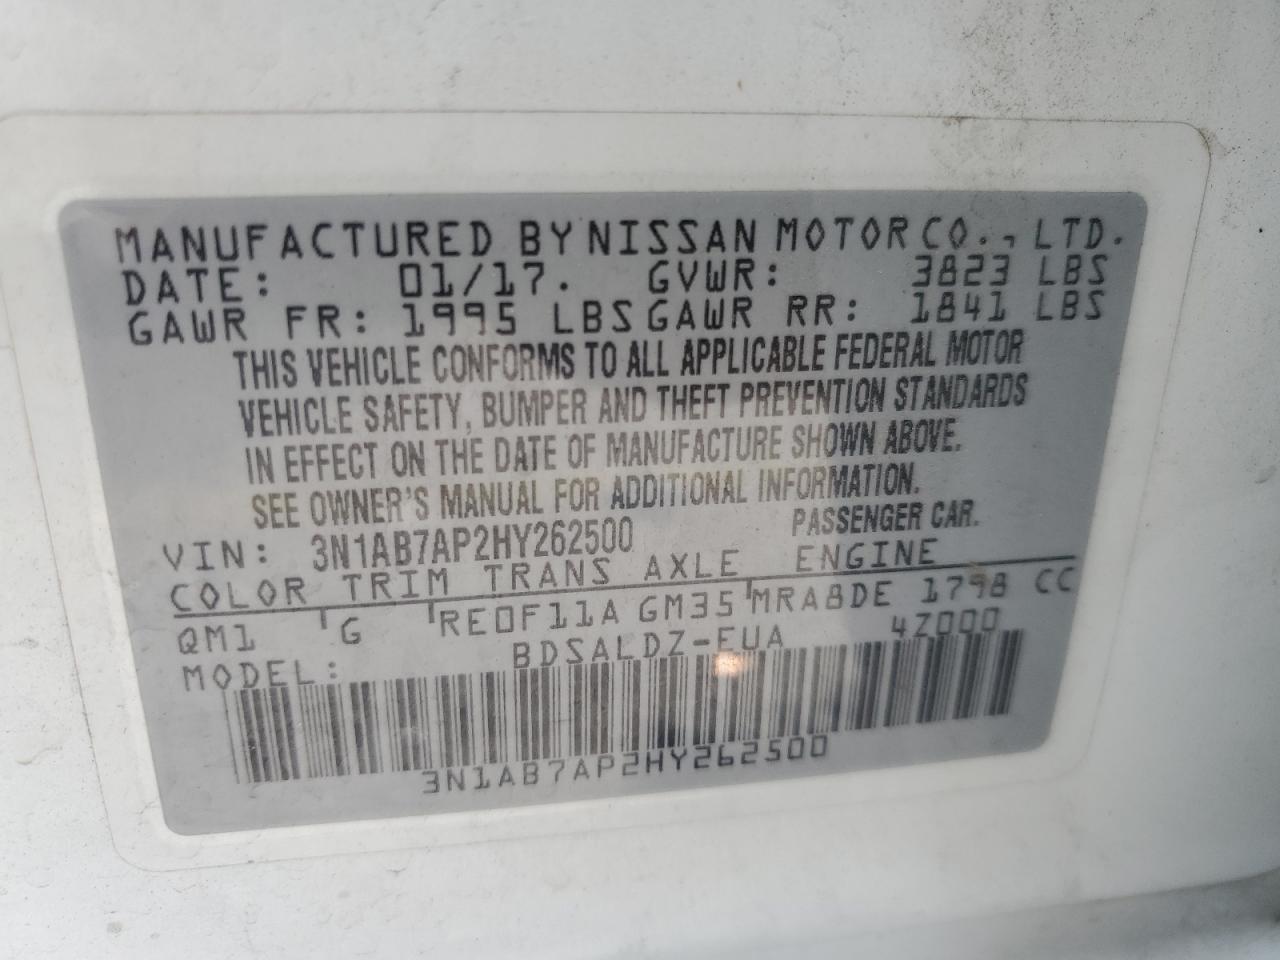 MANUFACTURED BY NISSAN MOTOR CO., LTD.
DATE: 01/17. GVWR: 3823 LBS
GAWR FR: 1995 LBS GAWR RR: 1841 LBS
THIS VEHICLE CONFORMS TO ALL APPLICABLE FEDERAL MOTOR
VEHICLE SAFETY, BUMPER AND THEFT PREVENTION STANDARDS
IN EFFECT ON THE DATE OF MANUFACTURE SHOWN ABOVE.
SEE OWNER'S MANUAL FOR ADDITIONAL INFORMATION.
VIN: 3N1AB7AP2HY262500 PASSENGER CAR.
COLOR TRIM TRANS AXLE ENGINE
QM1 G RE0F11A GM35 MRA8DE 1798 CC
MODEL: BDSALDZ-EUA 4Z000
3N1AB7AP2HY262500